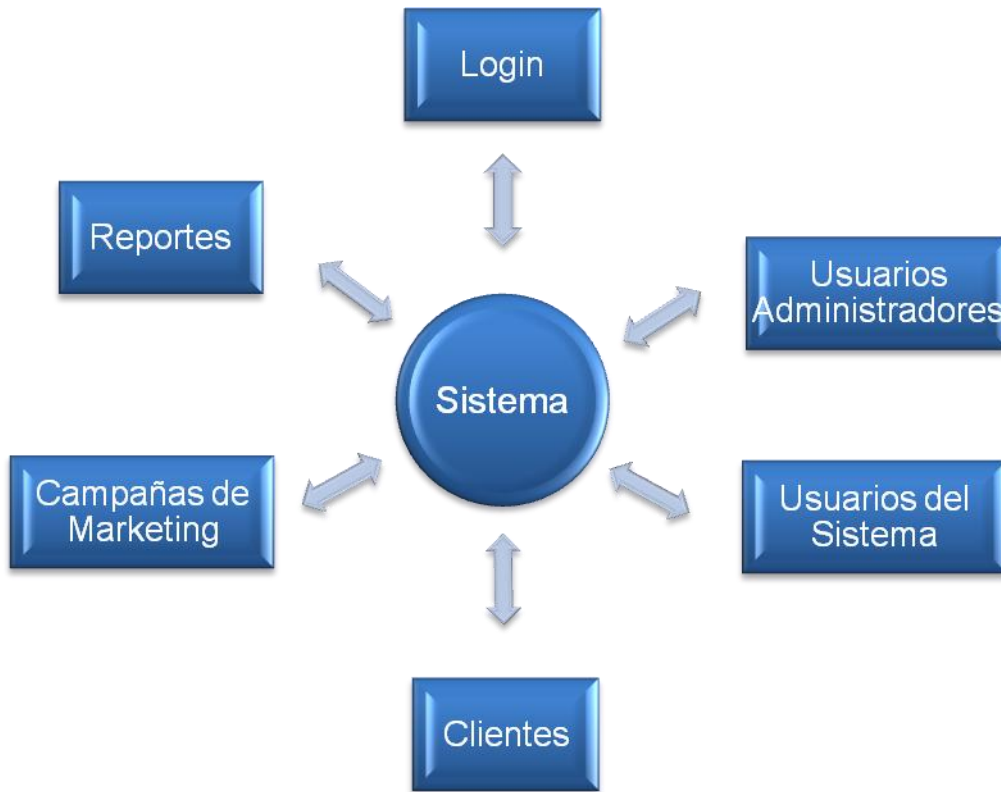 Login
Reportes
Usuarios
Administradores
Sistema
Campañas de
Marketing
Usuarios del
Sistema
Clientes